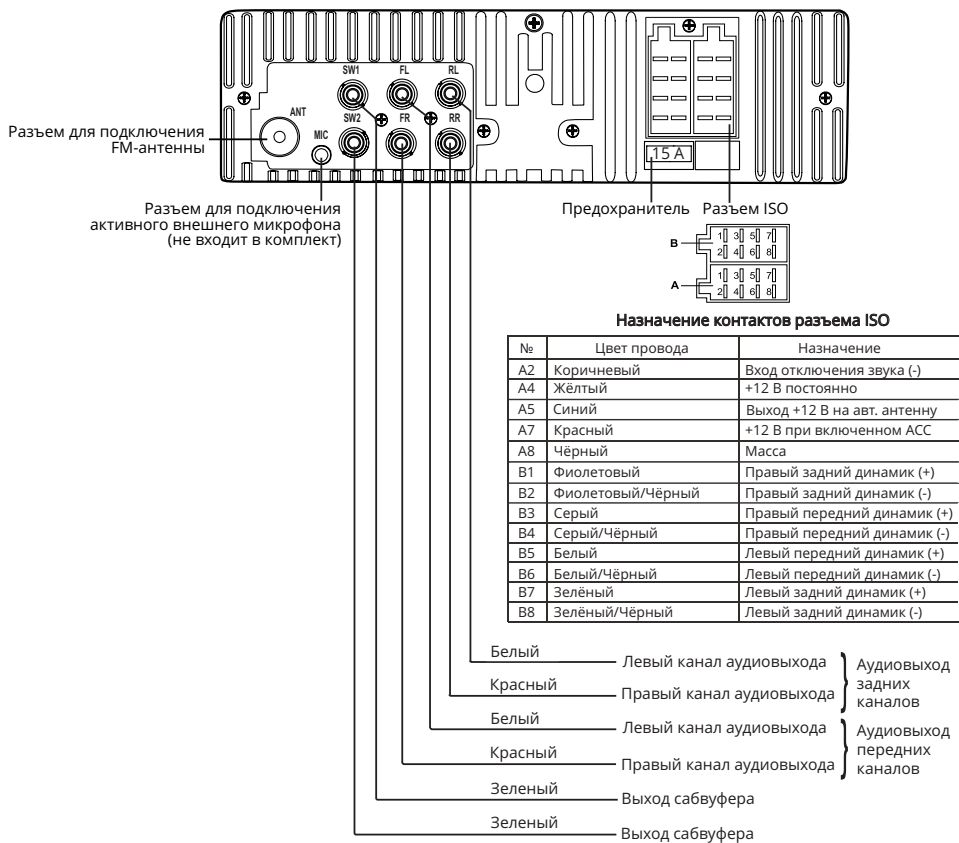 SW1 FL RL
ANT
SW2 FR RR
MIC
15 A
Разъем для подключения
FM-антенны
Разъем для подключения
активного внешнего микрофона
(не входит в комплект)
Предохранитель Разъем ISO
B
1 3 5 7
2 4 6 8
A
1 3 5 7
2 4 6 8
Назначение контактов разъема ISO
№ Цвет провода Назначение
A2 Коричневый Вход отключения звука (-)
A4 Жёлтый +12 В постоянно
A5 Синий Выход +12 В на авт. антенну
A7 Красный +12 В при включенном ACC
A8 Чёрный Масса
B1 Фиолетовый Правый задний динамик (+)
B2 Фиолетовый/Чёрный Правый задний динамик (-)
B3 Серый Правый передний динамик (+)
B4 Серый/Чёрный Правый передний динамик (-)
B5 Белый Левый передний динамик (+)
B6 Белый/Чёрный Левый передний динамик (-)
B7 Зелёный Левый задний динамик (+)
B8 Зелёный/Чёрный Левый задний динамик (-)
Белый Левый канал аудиовыхода
Красный Правый канал аудиовыхода
Аудиовыход
задних
каналов
Белый Левый канал аудиовыхода
Красный Правый канал аудиовыхода
Аудиовыход
передних
каналов
Зеленый Выход сабвуфера
Зеленый Выход сабвуфера